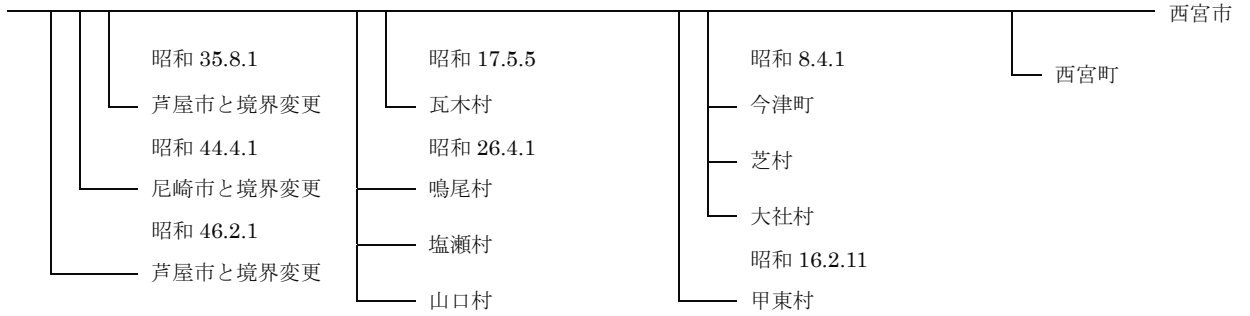 西宮市
西宮町
昭和 8.4.1
今津町
芝村
大社村
昭和 16.2.11
甲東村
昭和 17.5.5
瓦木村
昭和 26.4.1
鳴尾村
塩瀬村
山口村
昭和 35.8.1
芦屋市と境界変更
昭和 44.4.1
尼崎市と境界変更
昭和 46.2.1
芦屋市と境界変更